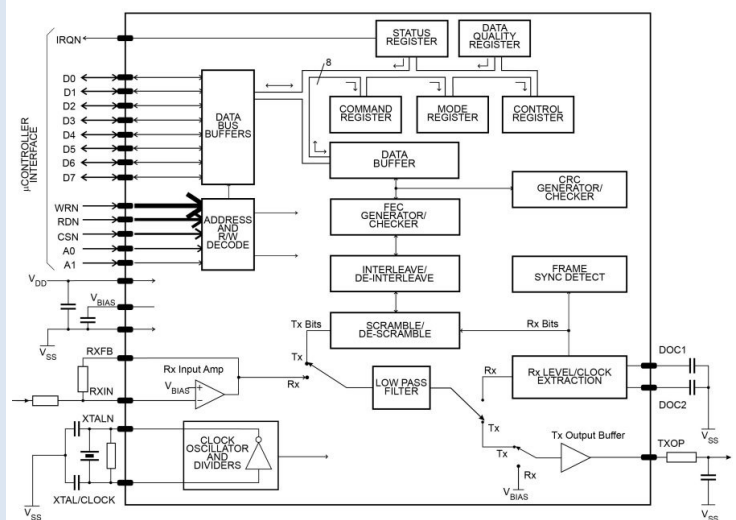 STATUS
REGISTER
DATA
QUALITY
REGISTER
IRQN
8
D0
D1
D2
D3
D4
D5
D6
D7
DATA
BUS
BUFFERS
COMMAND
REGISTER
MODE
REGISTER
CONTROL
REGISTER
µCONTROLLER
INTERFACE
DATA
BUFFER
CRC
GENERATOR/
CHECKER
WRN
RDN
CSN
A0
A1
ADDRESS
AND
R/W
DECODE
FEC
GENERATOR/
CHECKER
INTERLEAVE/
DE-INTERLEAVE
FRAME
SYNC DETECT
VDD
VBIAS
VSS
Tx Bits
SCRAMBLE/
DE-SCRAMBLE
Rx Bits
RXFB
Rx Input Amp
VBIAS
+
−
RXIN
Tx
Rx
LOW PASS
FILTER
Rx
Tx
Rx LEVEL/CLOCK
EXTRACTION
DOC1
DOC2
VSS
XTALN
CLOCK
OSCILLATOR
AND
DIVIDERS
XTAL/CLOCK
VSS
Tx
Rx
VBIAS
Tx Output Buffer
TXOP
VSS